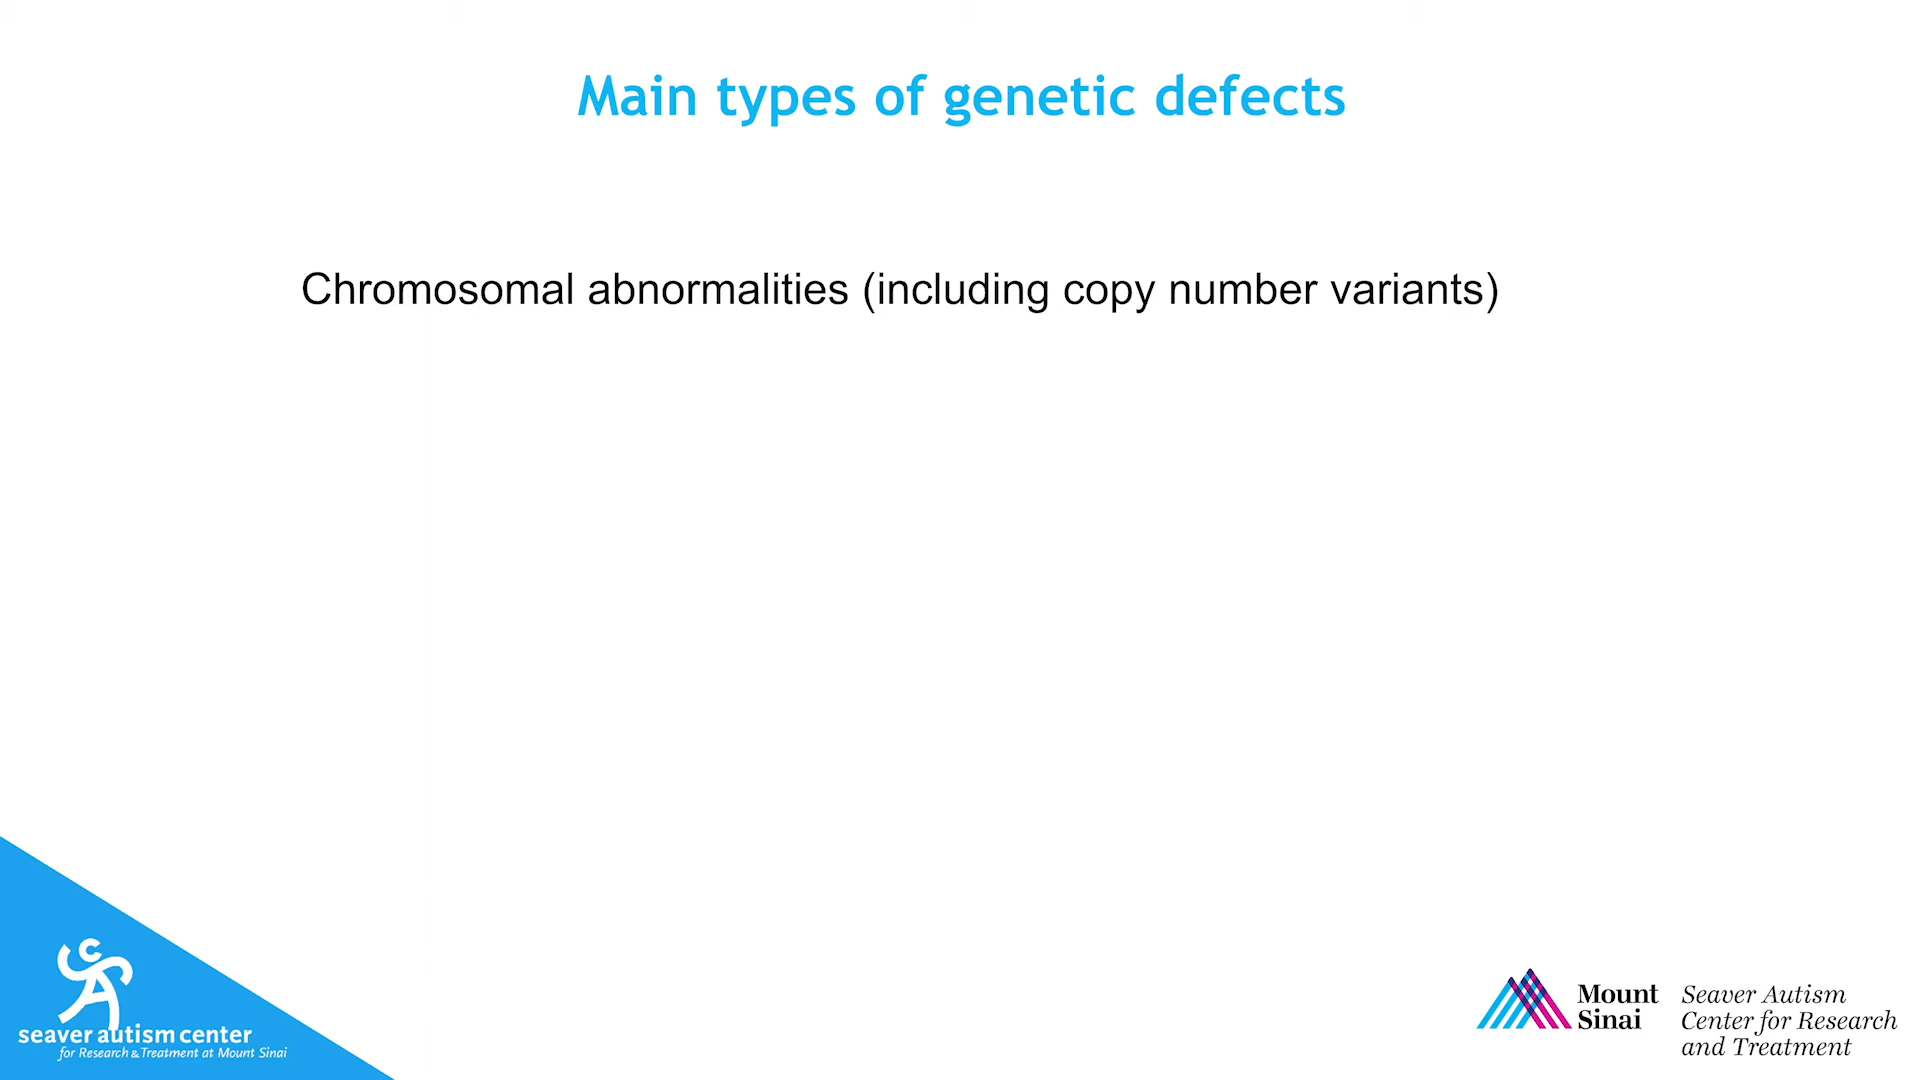 Main types of genetic defects
Chromosomal abnormalities (including copy number variants)
seaver autism center
for Research & Treatment at Mount Sinai
Mount
Sinai
Seaver Autism
Center for Research
and Treatment